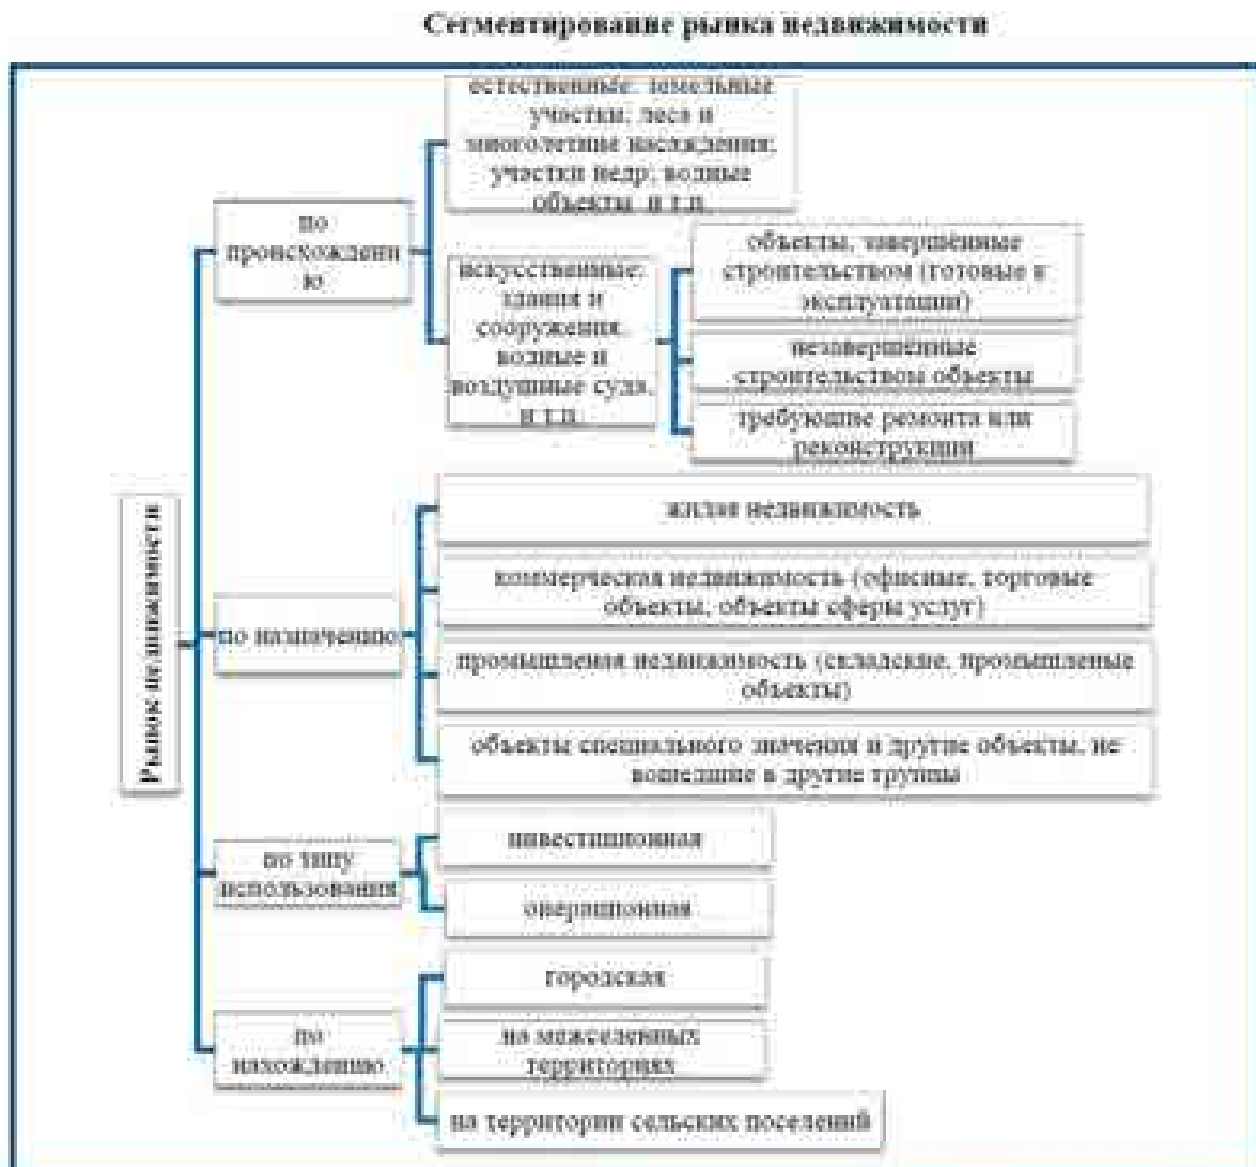 Сегментирование рынка недвижимости
естественные: земельные
участки, леса и
многолетние насаждения;
участки недр; водные
объекты и т.п.
по
происхождени
ю
искусственные:
здания и
сооружения,
водные и
воздушные суда,
и т.п.
объекты, завершённые
строительством (готовые к
эксплуатации)
незавершённые
строительством объекты
требующие ремонта или
реконструкции
Рынок недвижимости
по назначению
жилая недвижимость
коммерческая недвижимость (офисные, торговые
объекты, объекты сферы услуг)
промышленая недвижимость (складские, промышленые
объекты)
объекты специального значения и другие объекты, не
вошедшие в другие группы
по типу
использования
инвестиционная
операционная
по
нахождению
городская
на межселенных
территориях
на территории сельских поселений